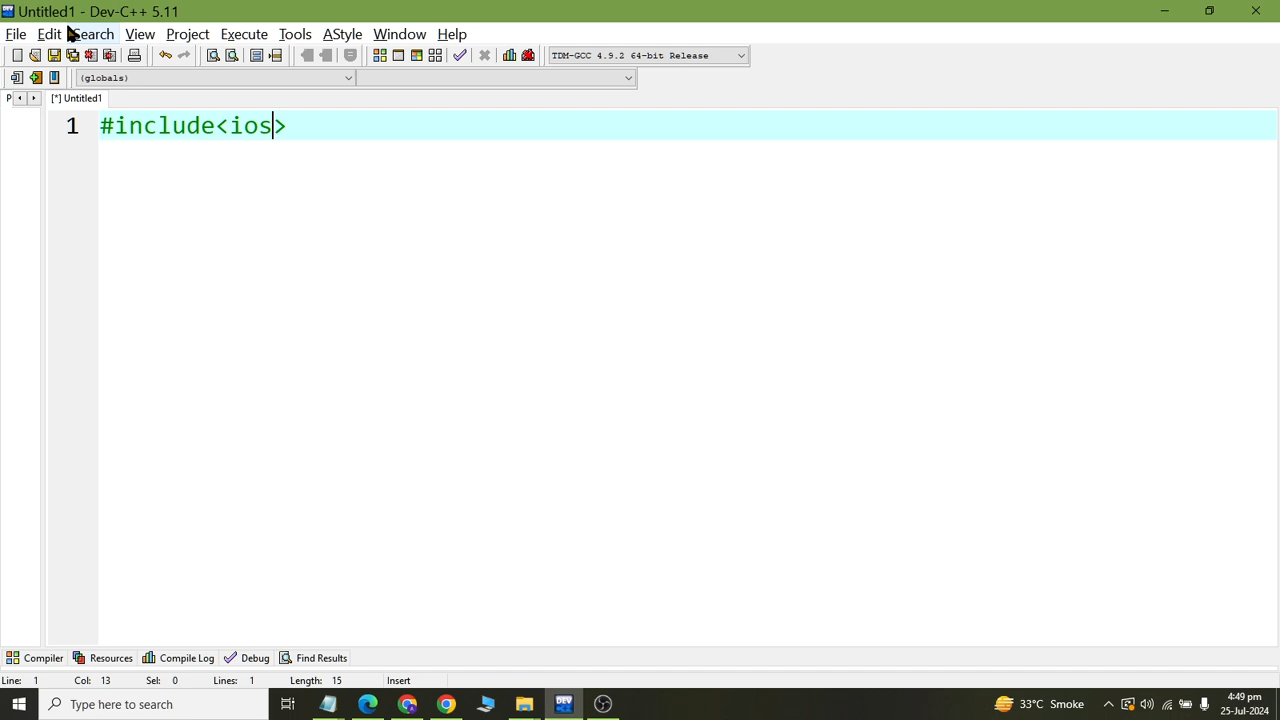 Untitled1 - Dev-C++ 5.11
File Edit Search View Project Execute Tools AStyle Window Help
TDM-GCC 4.9.2 64-bit Release
(globals)
P [*] Untitled1
1 #include<ios>
Compiler Resources Compile Log Debug Find Results
Line: 1 Col: 13 Sel: 0 Lines: 1 Length: 15 Insert
Type here to search
33°C Smoke
4:49 pm
25-Jul-2024